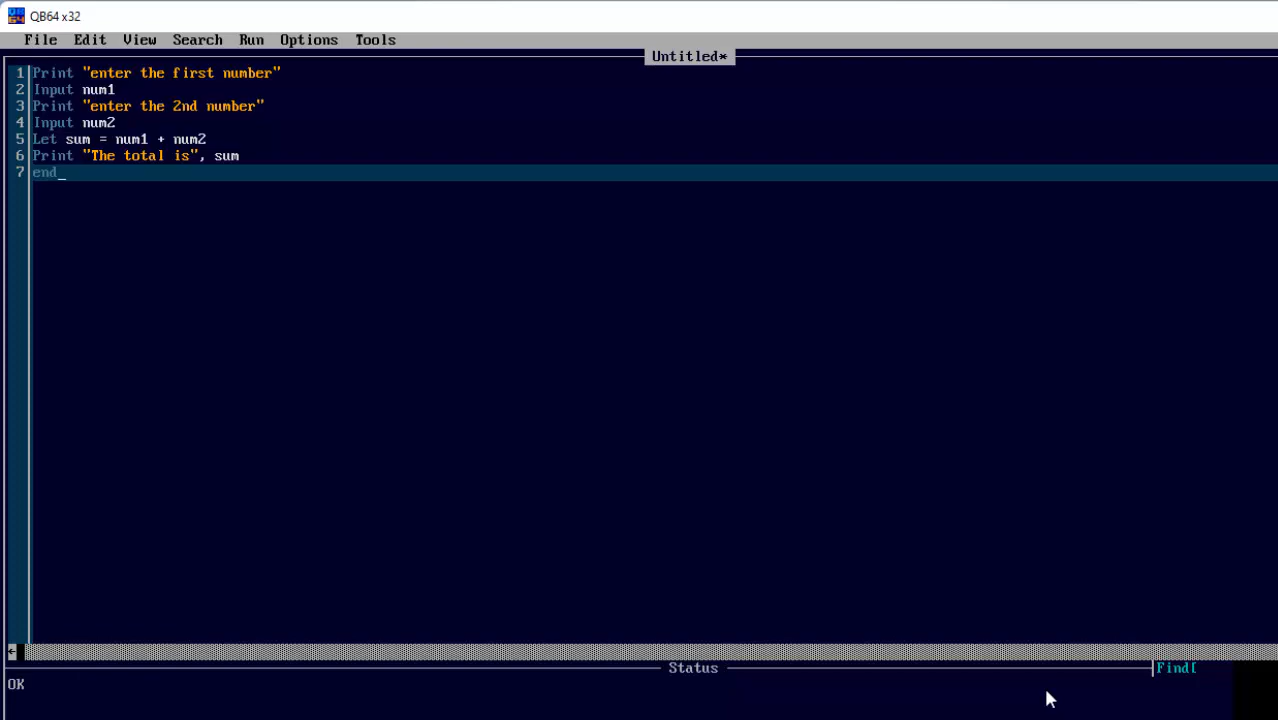 QB64 x32
File Edit View Search Run Options Tools
Untitled*
1 Print "enter the first number"
2 Input num1
3 Print "enter the 2nd number"
4 Input num2
5 Let sum = num1 + num2
6 Print "The total is", sum
7 end_
Status
Find[
OK